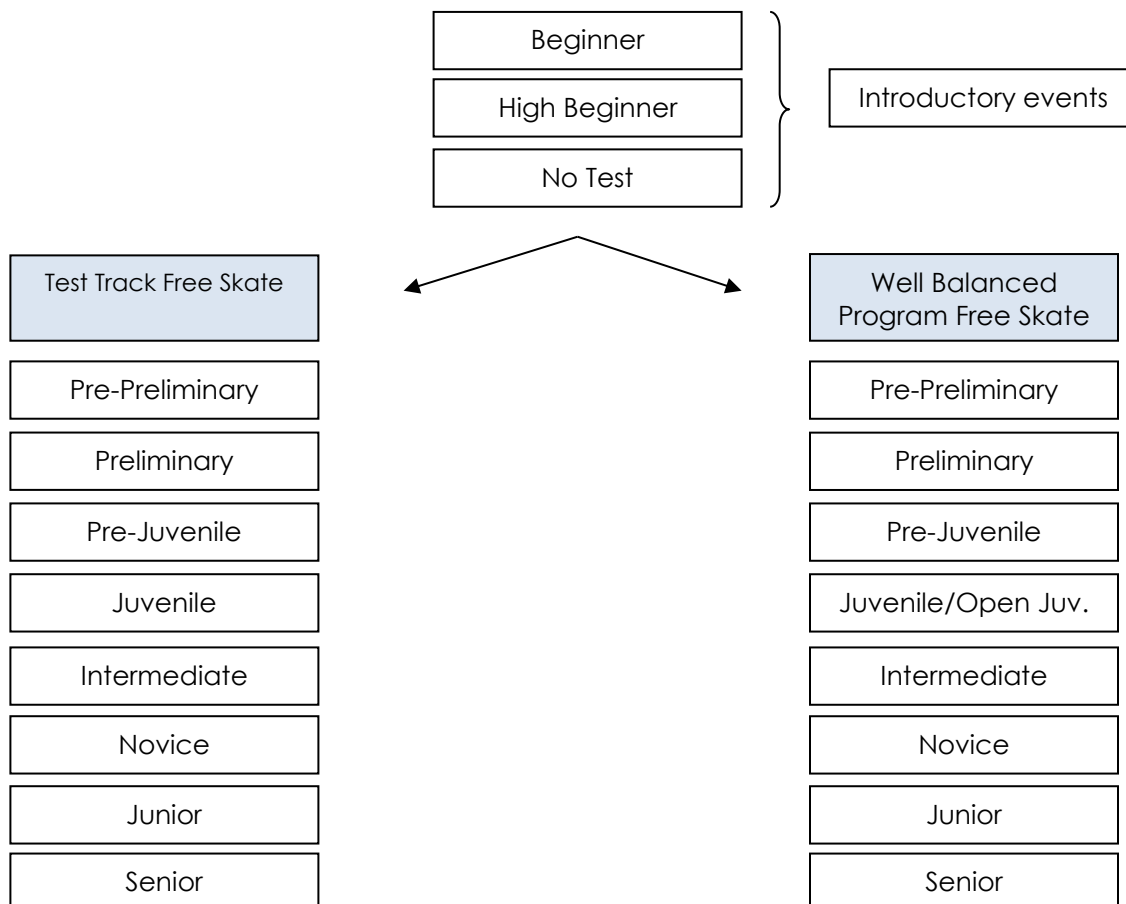 Beginner
High Beginner
No Test
Introductory events
Test Track Free Skate
Pre-Preliminary
Preliminary
Pre-Juvenile
Juvenile
Intermediate
Novice
Junior
Senior
Well Balanced
Program Free Skate
Pre-Preliminary
Preliminary
Pre-Juvenile
Juvenile/Open Juv.
Intermediate
Novice
Junior
Senior